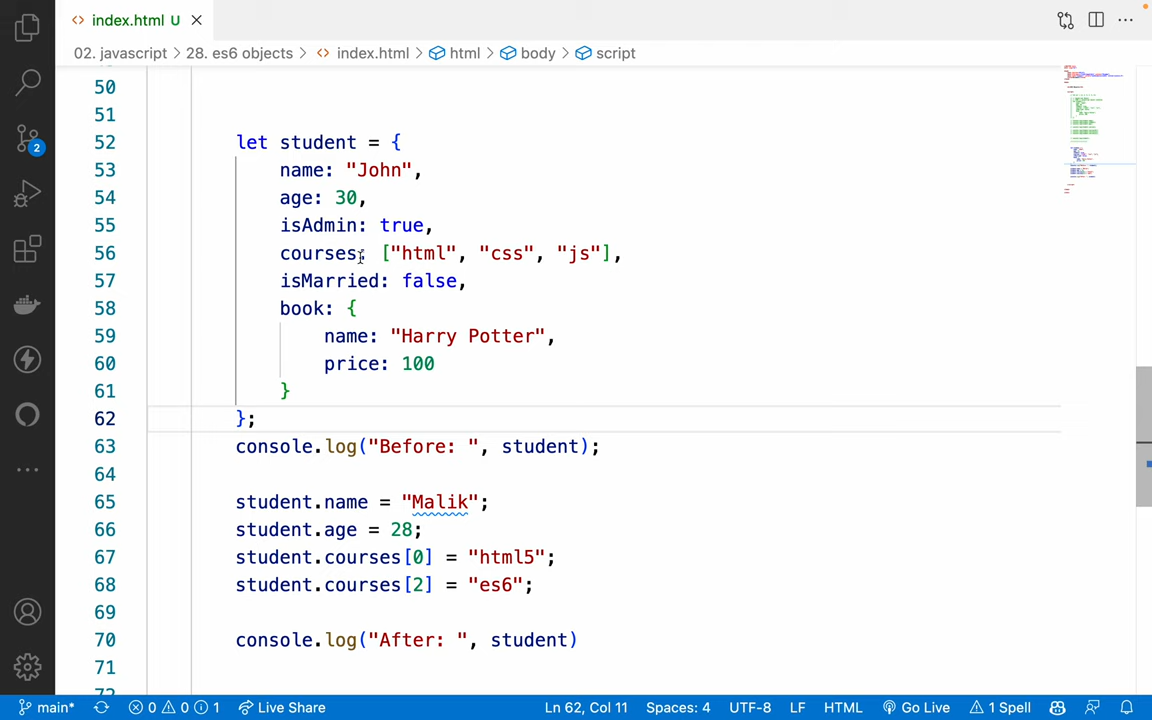 index.html U
02. javascript > 28. es6 objects > index.html > html > body > script
50
51
52 let student = {
53 name: "John",
54 age: 30,
55 isAdmin: true,
56 courses: ["html", "css", "js"],
57 isMarried: false,
58 book: {
59 name: "Harry Potter",
60 price: 100
61 }
62 };
63 console.log("Before: ", student);
64
65 student.name = "Malik";
66 student.age = 28;
67 student.courses[0] = "html5";
68 student.courses[2] = "es6";
69
70 console.log("After: ", student)
71
2
main* 0 0 1 Live Share Ln 62, Col 11 Spaces: 4 UTF-8 LF HTML Go Live 1 Spell